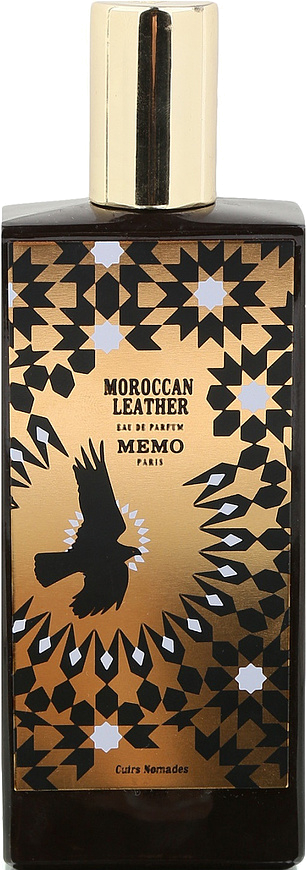 MOROCCAN
LEATHER
EAU DE PARFUM
MEMO
PARIS
Cuirs Nomades